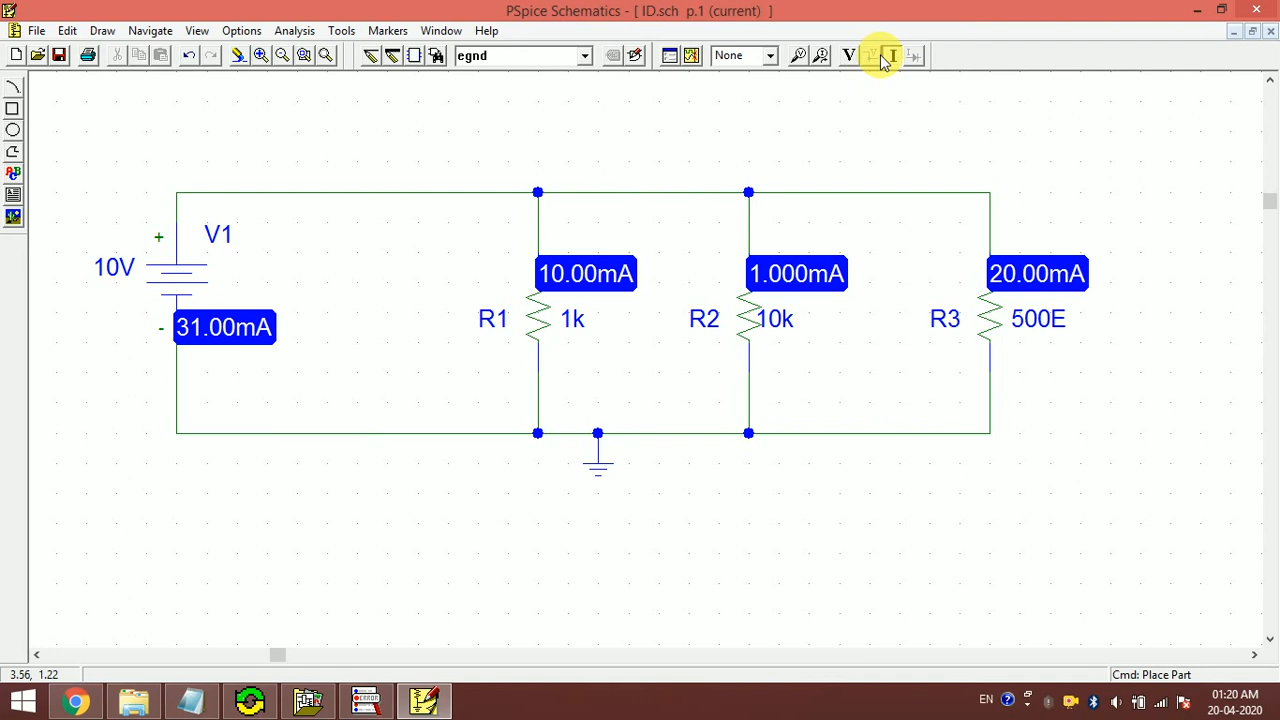 PSpice Schematics - [ ID.sch p.1 (current) ]
File Edit Draw Navigate View Options Analysis Tools Markers Window Help
egnd
None
V
I
V1
+
10V
-
31.00mA
10.00mA
R1
1k
1.000mA
R2
10k
20.00mA
R3
500E
3.56, 1.22
Cmd: Place Part
EN
01:20 AM
20-04-2020